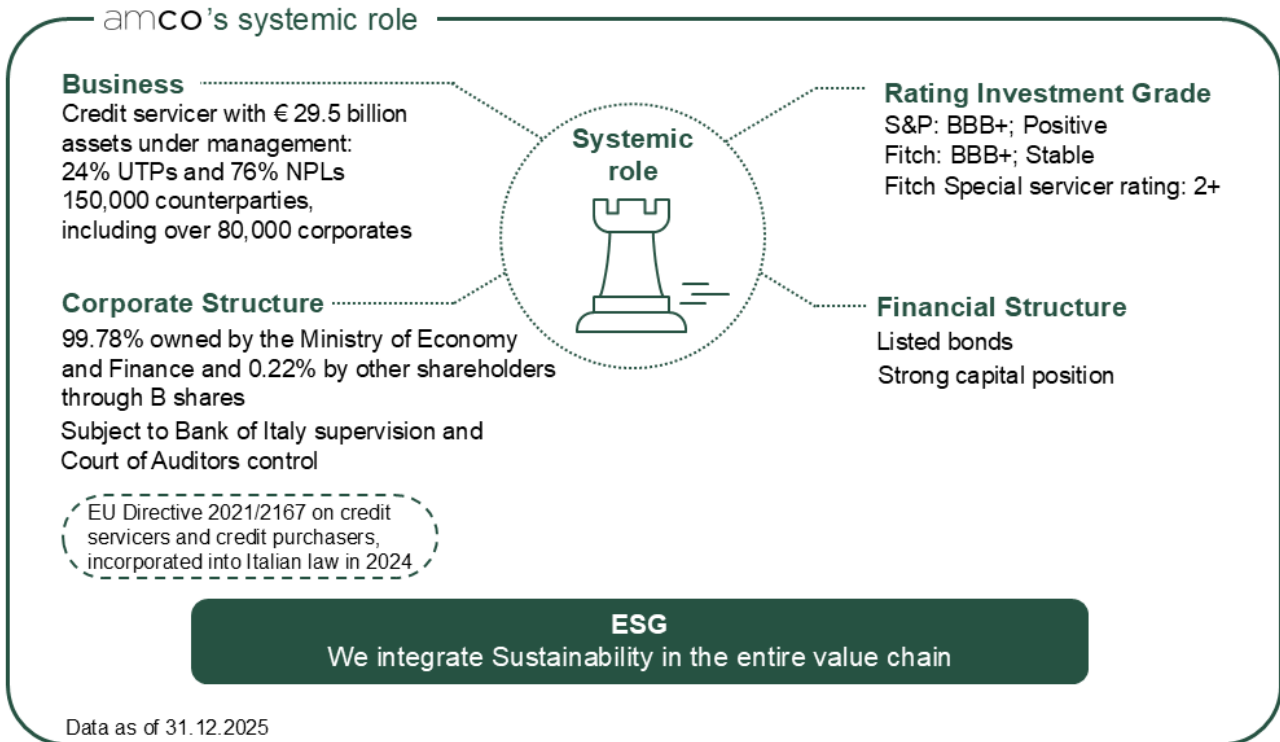 amco's systemic role
Business
Credit servicer with € 29.5 billion
assets under management:
24% UTPs and 76% NPLs
150,000 counterparties,
including over 80,000 corporates
Systemic
role
Rating Investment Grade
S&P: BBB+; Positive
Fitch: BBB+; Stable
Fitch Special servicer rating: 2+
Corporate Structure
99.78% owned by the Ministry of Economy
and Finance and 0.22% by other shareholders
through B shares
Subject to Bank of Italy supervision and
Court of Auditors control
Financial Structure
Listed bonds
Strong capital position
EU Directive 2021/2167 on credit
servicers and credit purchasers,
incorporated into Italian law in 2024
ESG
We integrate Sustainability in the entire value chain
Data as of 31.12.2025